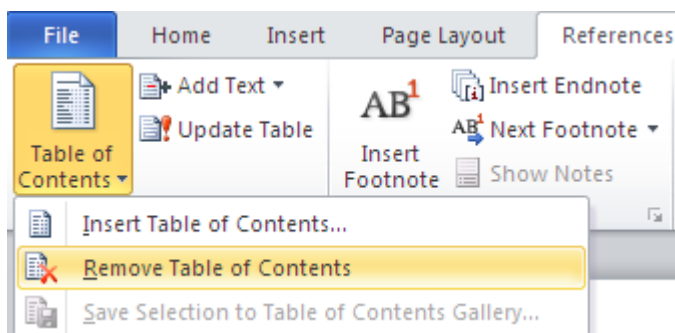 File Home Insert Page Layout References
Add Text
Update Table
Table of
Contents
AB1
Insert
Footnote
Insert Endnote
AB1 Next Footnote
Show Notes
Insert Table of Contents...
Remove Table of Contents
Save Selection to Table of Contents Gallery...